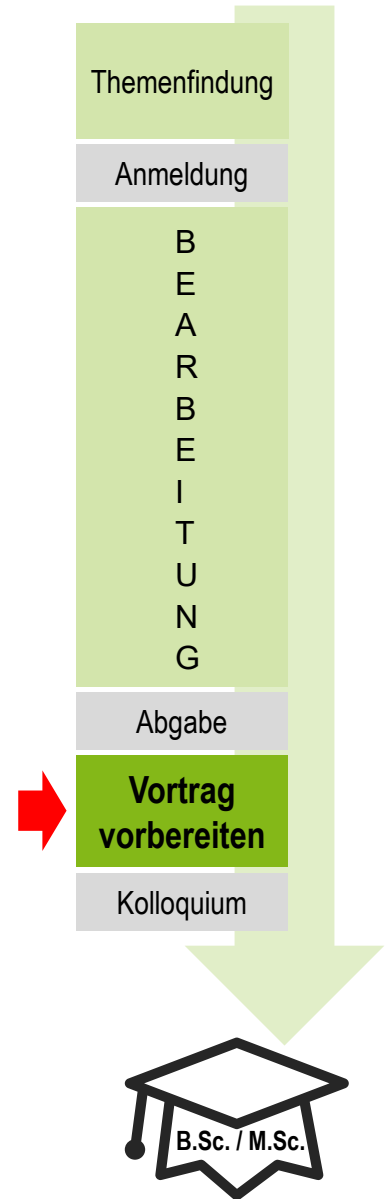 Themenfindung
Anmeldung
B
E
A
R
B
E
I
T
U
N
G
Abgabe
Vortrag
vorbereiten
Kolloquium
B.Sc. / M.Sc.